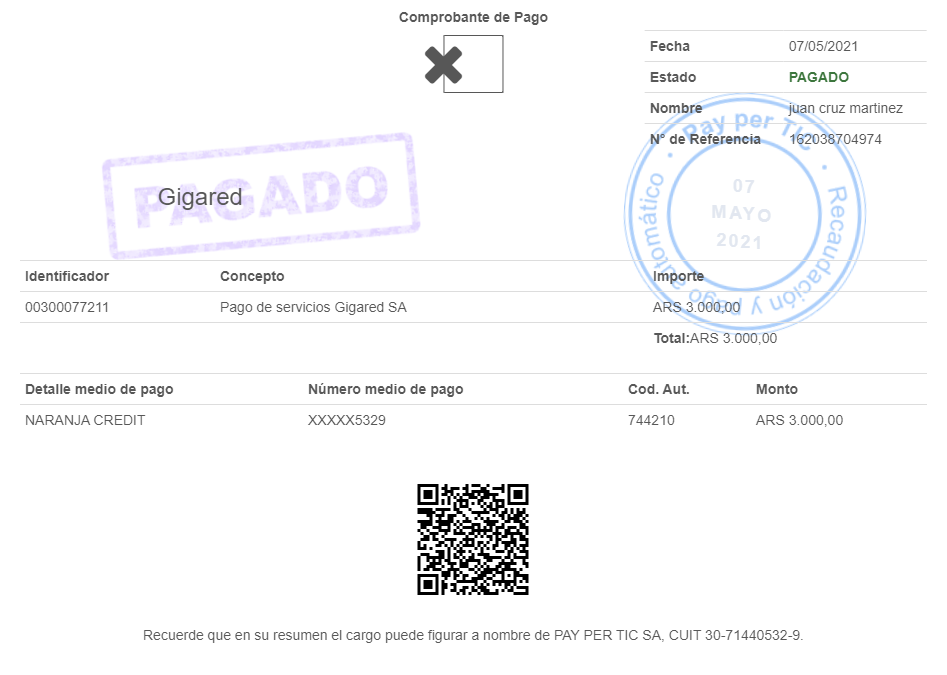 Comprobante de Pago
Fecha 07/05/2021
Estado PAGADO
Nombre juan cruz martinez
N° de Referencia 162038704974
Pay per TIC · Recaudación y pago automático ·
07
MAYO
2021
PAGADO
Gigared
Identificador Concepto Importe
00300077211 Pago de servicios Gigared SA ARS 3.000,00
Total:ARS 3.000,00
Detalle medio de pago Número medio de pago Cod. Aut. Monto
NARANJA CREDIT XXXXX5329 744210 ARS 3.000,00
Recuerde que en su resumen el cargo puede figurar a nombre de PAY PER TIC SA, CUIT 30-71440532-9.